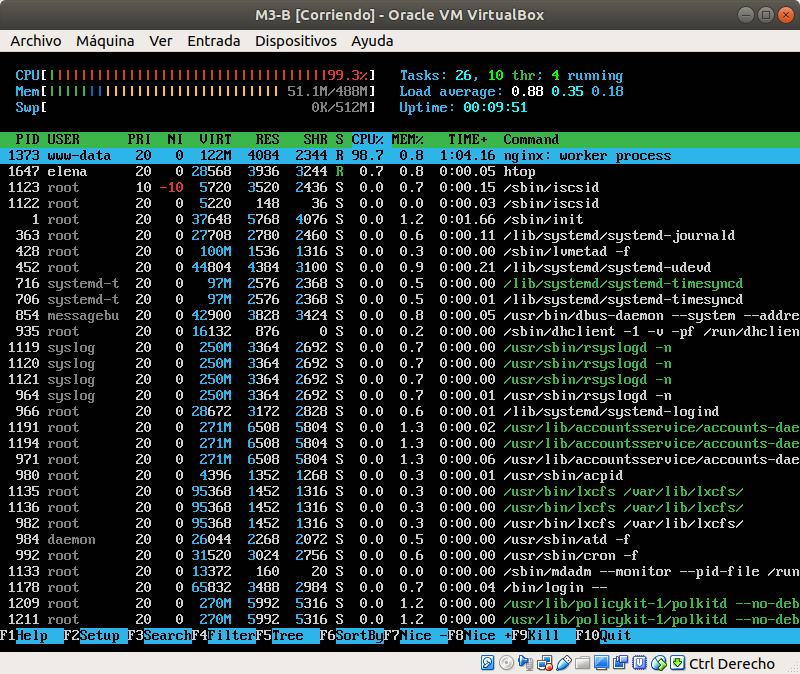 M3-B [Corriendo] - Oracle VM VirtualBox
Archivo Máquina Ver Entrada Dispositivos Ayuda
CPU[||||||||||||||||||||||||||||||||||99.3%] Tasks: 26, 10 thr; 4 running
Mem[|||||||||||||||||||||||||||||51.1M/488M] Load average: 0.88 0.35 0.18
Swp[ 0K/512M] Uptime: 00:09:51
PID USER PRI NI VIRT RES SHR S CPU% MEM% TIME+ Command
1373 www-data 20 0 122M 4084 2344 R 98.7 0.8 1:04.16 nginx: worker process
1647 elena 20 0 28568 3936 3244 R 0.7 0.8 0:00.05 htop
1123 root 10 -10 5720 3520 2436 S 0.0 0.7 0:00.15 /sbin/iscsid
1122 root 20 0 5220 148 36 S 0.0 0.0 0:00.03 /sbin/iscsid
1 root 20 0 37648 5768 4076 S 0.0 1.2 0:01.66 /sbin/init
363 root 20 0 27708 2780 2460 S 0.0 0.6 0:00.11 /lib/systemd/systemd-journald
428 root 20 0 100M 1536 1316 S 0.0 0.3 0:00.00 /sbin/lvmetad -f
452 root 20 0 44804 4384 3100 S 0.0 0.9 0:00.21 /lib/systemd/systemd-udevd
716 systemd-t 20 0 97M 2576 2368 S 0.0 0.5 0:00.00 /lib/systemd/systemd-timesyncd
706 systemd-t 20 0 97M 2576 2368 S 0.0 0.5 0:00.01 /lib/systemd/systemd-timesyncd
854 messagebu 20 0 42900 3828 3424 S 0.0 0.8 0:00.05 /usr/bin/dbus-daemon --system --addre
935 root 20 0 16132 876 0 S 0.0 0.2 0:00.00 /sbin/dhclient -1 -v -pf /run/dhclien
1119 syslog 20 0 250M 3364 2692 S 0.0 0.7 0:00.00 /usr/sbin/rsyslogd -n
1120 syslog 20 0 250M 3364 2692 S 0.0 0.7 0:00.00 /usr/sbin/rsyslogd -n
1121 syslog 20 0 250M 3364 2692 S 0.0 0.7 0:00.00 /usr/sbin/rsyslogd -n
964 syslog 20 0 250M 3364 2692 S 0.0 0.7 0:00.01 /usr/sbin/rsyslogd -n
966 root 20 0 28672 3172 2828 S 0.0 0.6 0:00.01 /lib/systemd/systemd-logind
1191 root 20 0 271M 6508 5804 S 0.0 1.3 0:00.02 /usr/lib/accountsservice/accounts-dae
1194 root 20 0 271M 6508 5804 S 0.0 1.3 0:00.00 /usr/lib/accountsservice/accounts-dae
971 root 20 0 271M 6508 5804 S 0.0 1.3 0:00.06 /usr/lib/accountsservice/accounts-dae
980 root 20 0 4396 1352 1268 S 0.0 0.3 0:00.01 /usr/sbin/acpid
1135 root 20 0 95368 1452 1316 S 0.0 0.3 0:00.00 /usr/bin/lxcfs /var/lib/lxcfs/
1136 root 20 0 95368 1452 1316 S 0.0 0.3 0:00.00 /usr/bin/lxcfs /var/lib/lxcfs/
982 root 20 0 95368 1452 1316 S 0.0 0.3 0:00.00 /usr/bin/lxcfs /var/lib/lxcfs/
984 daemon 20 0 26044 2268 2072 S 0.0 0.5 0:00.00 /usr/sbin/atd -f
992 root 20 0 31520 3024 2756 S 0.0 0.6 0:00.00 /usr/sbin/cron -f
1133 root 20 0 13372 160 20 S 0.0 0.0 0:00.00 /sbin/mdadm --monitor --pid-file /run
1178 root 20 0 65832 3488 2984 S 0.0 0.7 0:00.04 /bin/login --
1209 root 20 0 270M 5992 5316 S 0.0 1.2 0:00.00 /usr/lib/policykit-1/polkitd --no-deb
1211 root 20 0 270M 5992 5316 S 0.0 1.2 0:00.00 /usr/lib/policykit-1/polkitd --no-deb
F1Help F2Setup F3SearchF4FilterF5Tree F6SortByF7Nice -F8Nice +F9Kill F10Quit
Ctrl Derecho